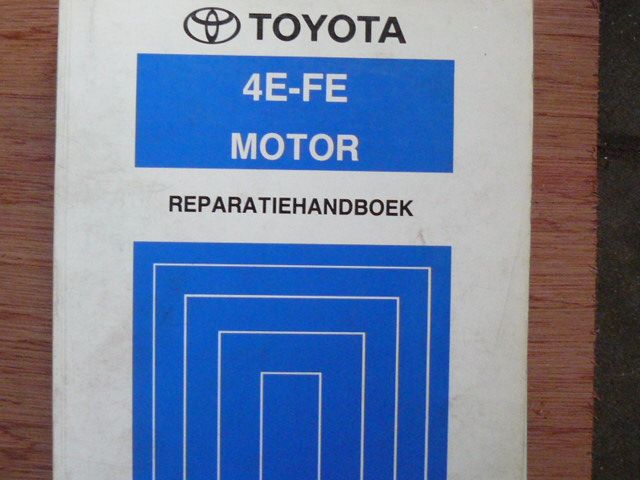 TOYOTA
4E-FE
MOTOR
REPARATIEHANDBOEK